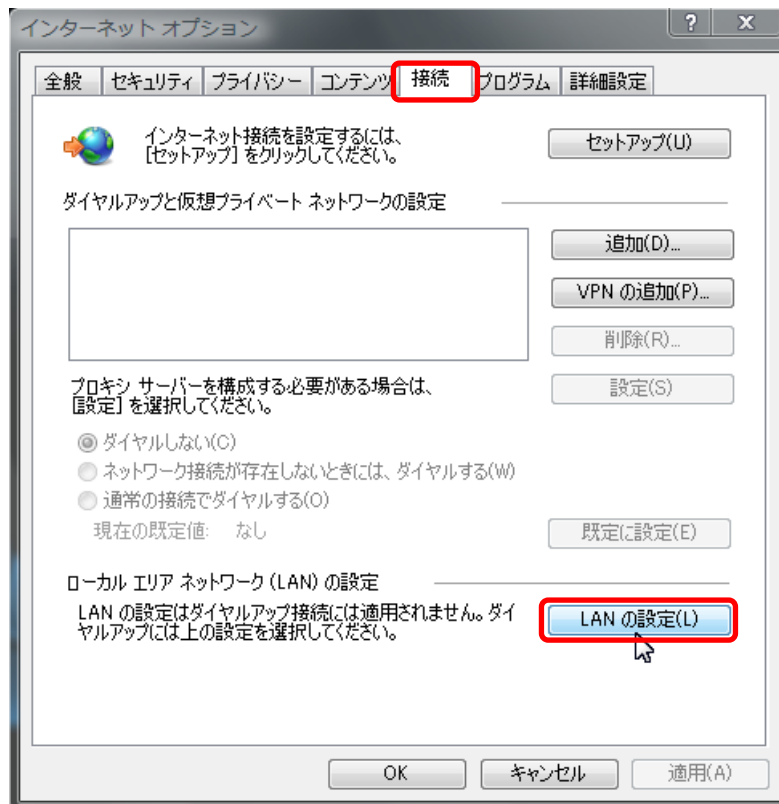 インターネット オプション
全般 セキュリティ プライバシー コンテンツ 接続 プログラム 詳細設定
インターネット接続を設定するには、
[セットアップ] をクリックしてください。
セットアップ(U)
ダイヤルアップと仮想プライベート ネットワークの設定
追加(D)...
VPN の追加(P)...
削除(R)...
プロキシ サーバーを構成する必要がある場合は、
[設定] を選択してください。
設定(S)
ダイヤルしない(C)
ネットワーク接続が存在しないときには、ダイヤルする(W)
通常の接続でダイヤルする(O)
現在の既定値: なし
既定に設定(E)
ローカル エリア ネットワーク (LAN) の設定
LAN の設定はダイヤルアップ接続には適用されません。ダイ
ヤルアップには上の設定を選択してください。
LAN の設定(L)
OK キャンセル 適用(A)